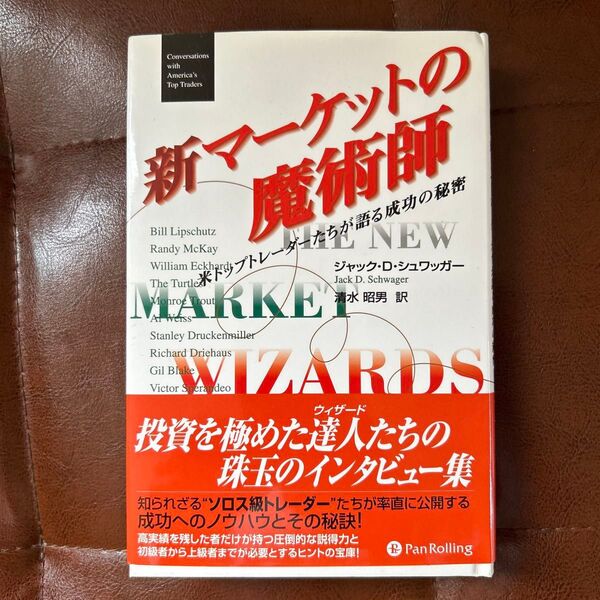 Conversations
with
America's
Top Traders
新マーケットの
魔術師
米トップトレーダーたちが語る成功の秘密
THE NEW
MARKET
WIZARDS
Bill Lipschutz
Randy McKay
William Eckhardt
The Turtles
Monroe Trout
Al Weiss
Stanley Druckenmiller
Richard Driehaus
Gil Blake
Victor Sperandeo
ジャック・D・シュワッガー
Jack D. Schwager
清水 昭男 訳
ウィザード
投資を極めた達人たちの
珠玉のインタビュー集
知られざる“ソロス級トレーダー”たちが率直に公開する
成功へのノウハウとその秘訣!
高実績を残した者だけが持つ圧倒的な説得力と
初級者から上級者までが必要とするヒントの宝庫!
PanRolling